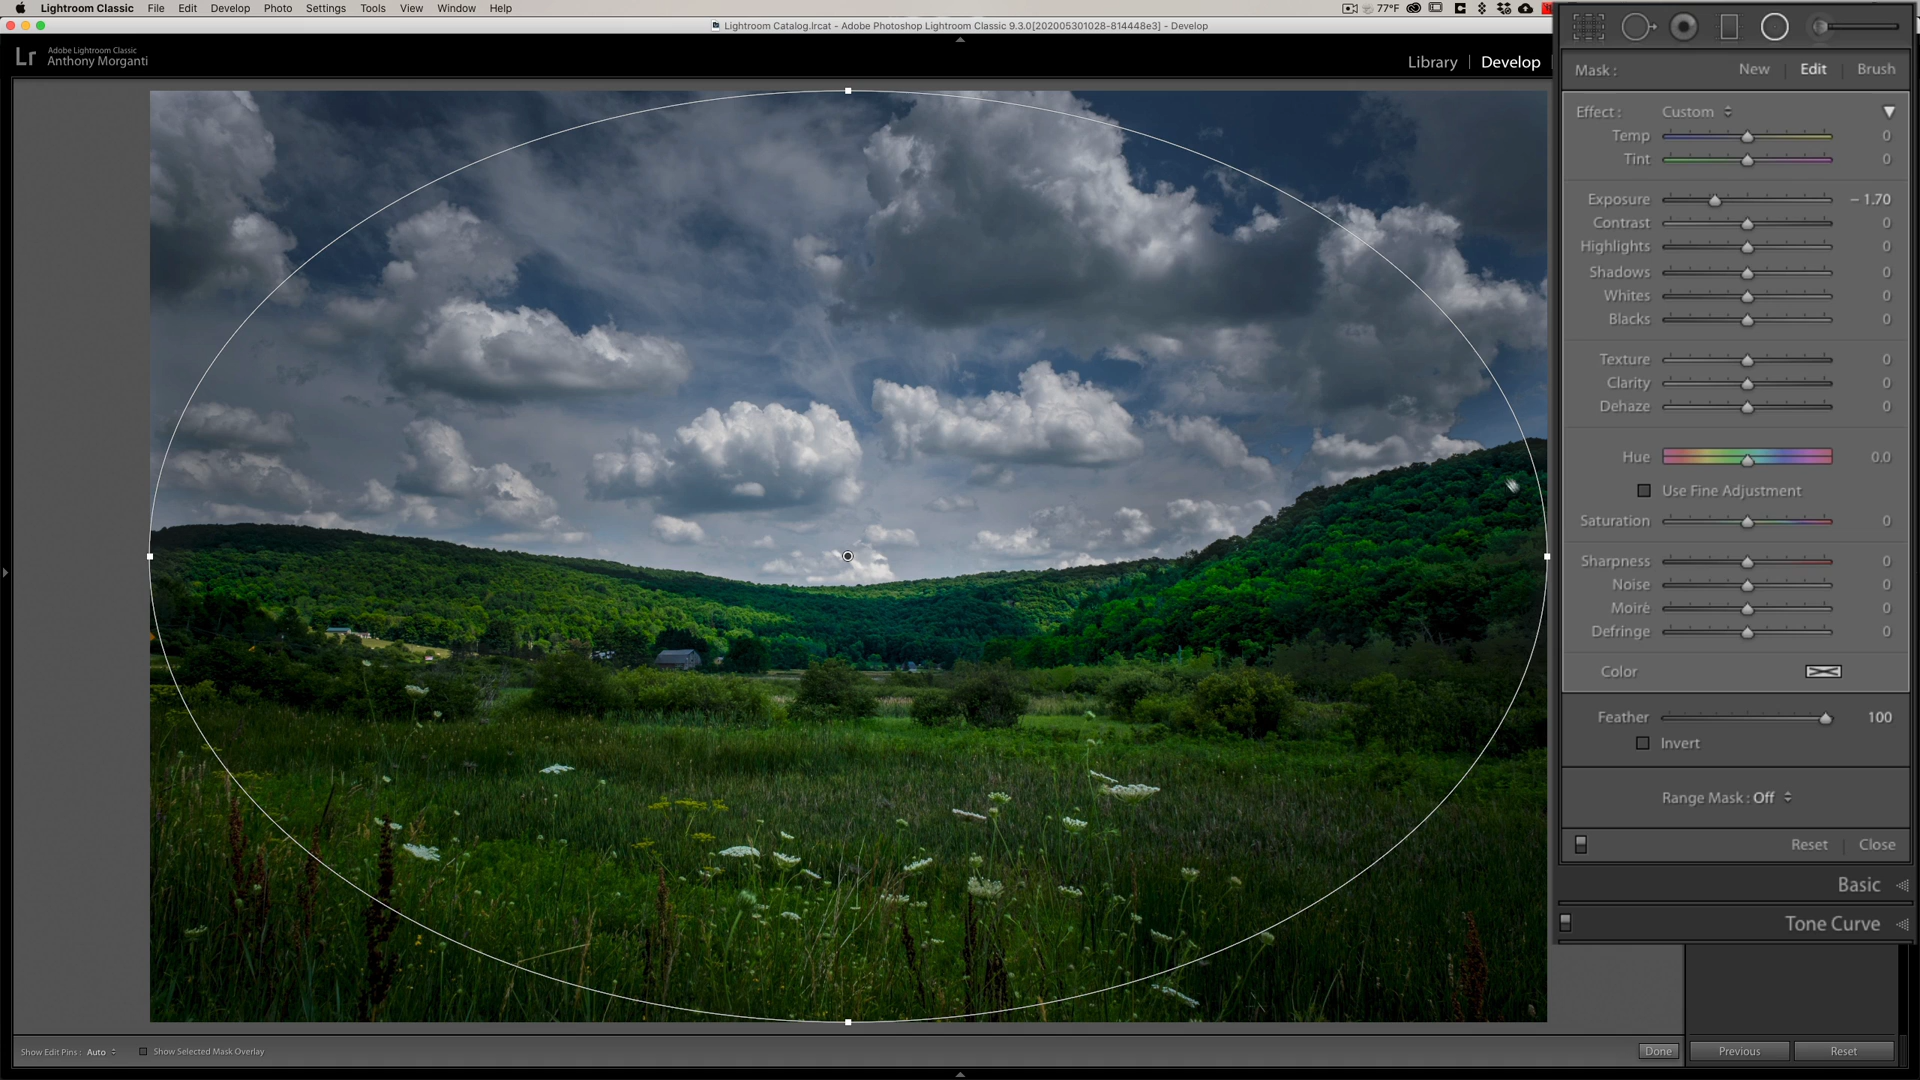 Lightroom Classic File Edit Develop Photo Settings Tools View Window Help
77°F
Lightroom Catalog.lrcat - Adobe Photoshop Lightroom Classic 9.3.0[202005301028-814448e3] - Develop
Lr
Adobe Lightroom Classic
Anthony Morganti
Library | Develop
Mask : New | Edit | Brush
Effect : Custom
Temp 0
Tint 0
Exposure – 1.70
Contrast 0
Highlights 0
Shadows 0
Whites 0
Blacks 0
Texture 0
Clarity 0
Dehaze 0
Hue 0.0
Use Fine Adjustment
Saturation 0
Sharpness 0
Noise 0
Moiré 0
Defringe 0
Color
Feather 100
Invert
Range Mask : Off
Reset | Close
Basic
Tone Curve
Show Edit Pins : Auto Show Selected Mask Overlay Done Previous Reset